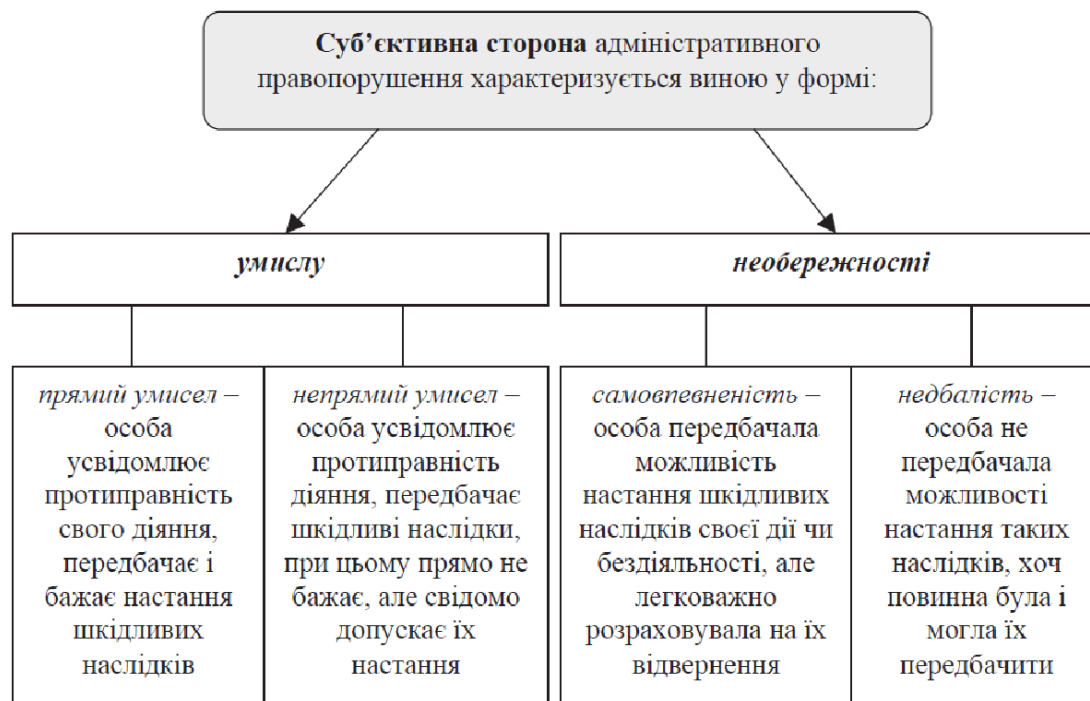 Суб’єктивна сторона адміністративного
правопорушення характеризується виною у формі:
умислу
необережності
прямий умисел –
особа
усвідомлює
протиправність
свого діяння,
передбачає і
бажає настання
шкідливих
наслідків
непрямий умисел –
особа усвідомлює
протиправність
діяння, передбачає
шкідливі наслідки,
при цьому прямо не
бажає, але свідомо
допускає їх
настання
самовпевненість –
особа передбачала
можливість
настання шкідливих
наслідків своєї дії чи
бездіяльності, але
легковажно
розраховувала на їх
відвернення
недбалість –
особа не
передбачала
можливості
настання таких
наслідків, хоч
повинна була і
могла їх
передбачити